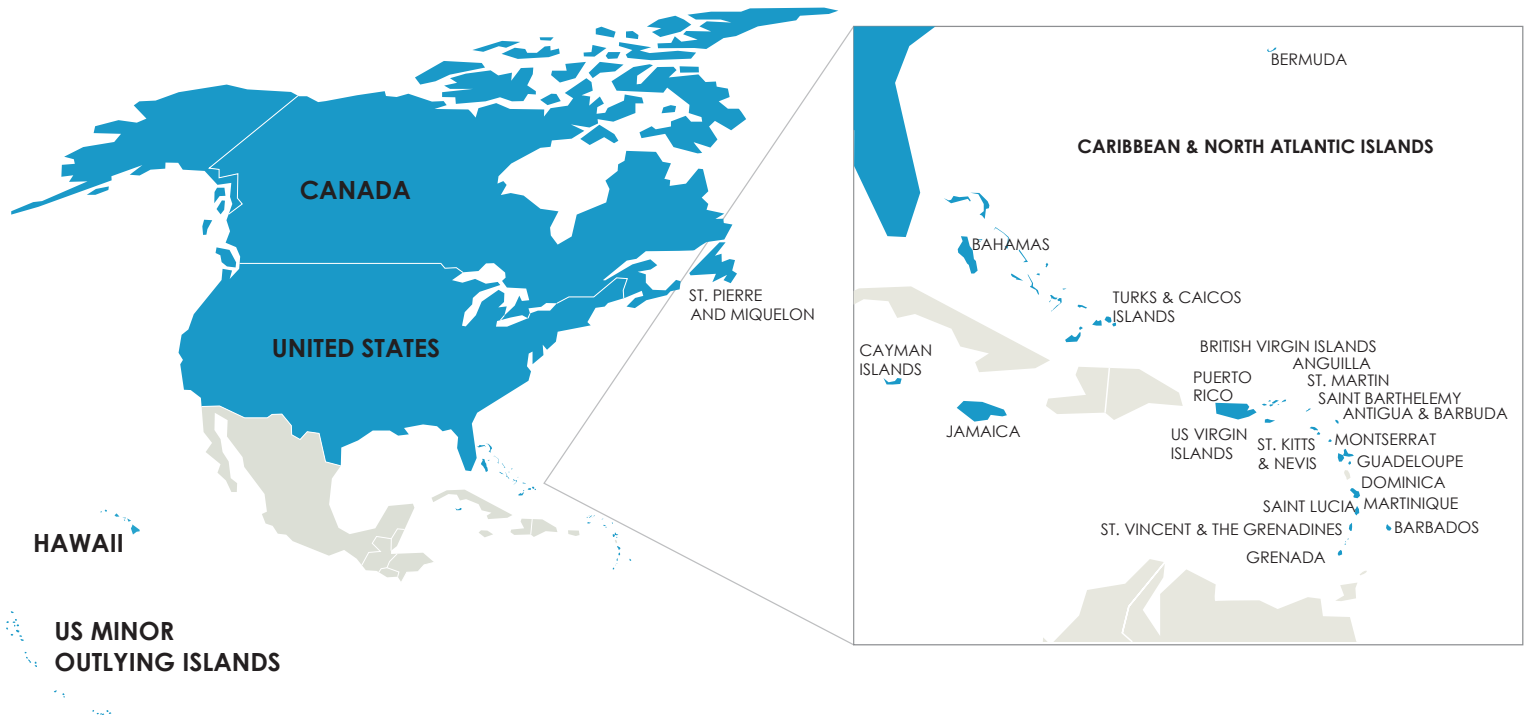 CANADA
UNITED STATES
ST. PIERRE
AND MIQUELON
HAWAII
US MINOR
OUTLYING ISLANDS
BERMUDA
CARIBBEAN & NORTH ATLANTIC ISLANDS
BAHAMAS
TURKS & CAICOS
ISLANDS
CAYMAN
ISLANDS
JAMAICA
BRITISH VIRGIN ISLANDS
ANGUILLA
PUERTO
RICO
ST. MARTIN
SAINT BARTHELEMY
ANTIGUA & BARBUDA
US VIRGIN
ISLANDS
ST. KITTS
& NEVIS
MONTSERRAT
GUADELOUPE
DOMINICA
SAINT LUCIA
MARTINIQUE
ST. VINCENT & THE GRENADINES
BARBADOS
GRENADA